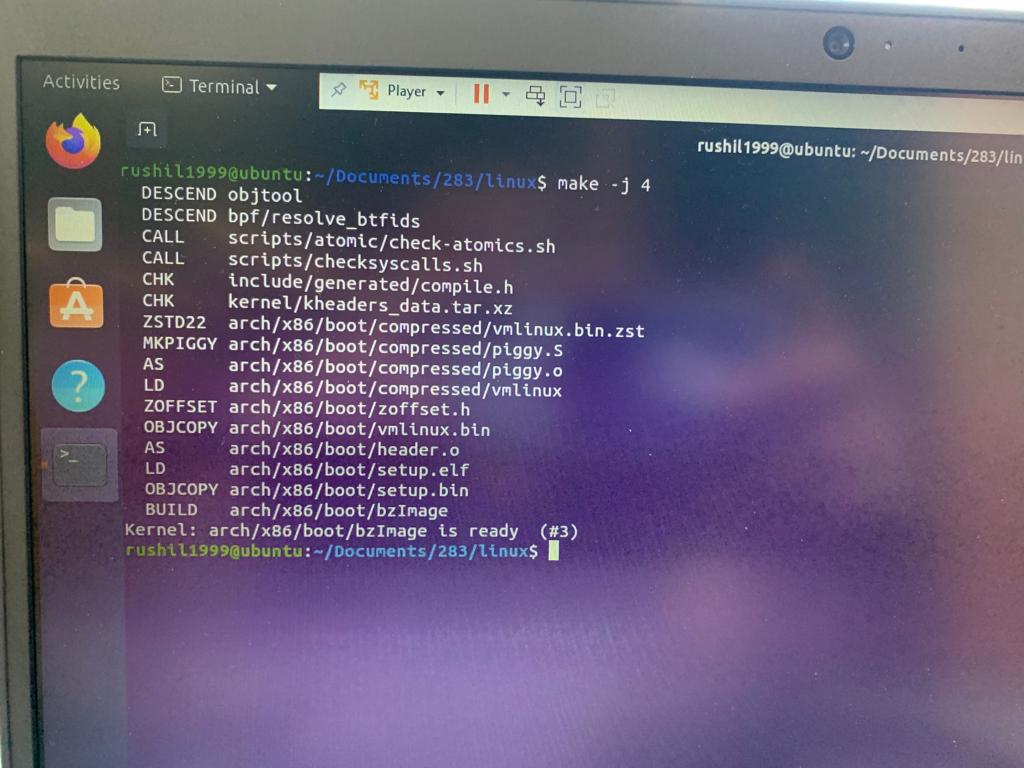 Activities
Terminal
Player
rushil1999@ubuntu: ~/Documents/283/lin
rushil1999@ubuntu:~/Documents/283/linux$ make -j 4
DESCEND objtool
DESCEND bpf/resolve_btfids
CALL scripts/atomic/check-atomics.sh
CALL scripts/checksyscalls.sh
CHK include/generated/compile.h
CHK kernel/kheaders_data.tar.xz
ZSTD22 arch/x86/boot/compressed/vmlinux.bin.zst
MKPIGGY arch/x86/boot/compressed/piggy.S
AS arch/x86/boot/compressed/piggy.o
LD arch/x86/boot/compressed/vmlinux
ZOFFSET arch/x86/boot/zoffset.h
OBJCOPY arch/x86/boot/vmlinux.bin
AS arch/x86/boot/header.o
LD arch/x86/boot/setup.elf
OBJCOPY arch/x86/boot/setup.bin
BUILD arch/x86/boot/bzImage
Kernel: arch/x86/boot/bzImage is ready (#3)
rushil1999@ubuntu:~/Documents/283/linux$